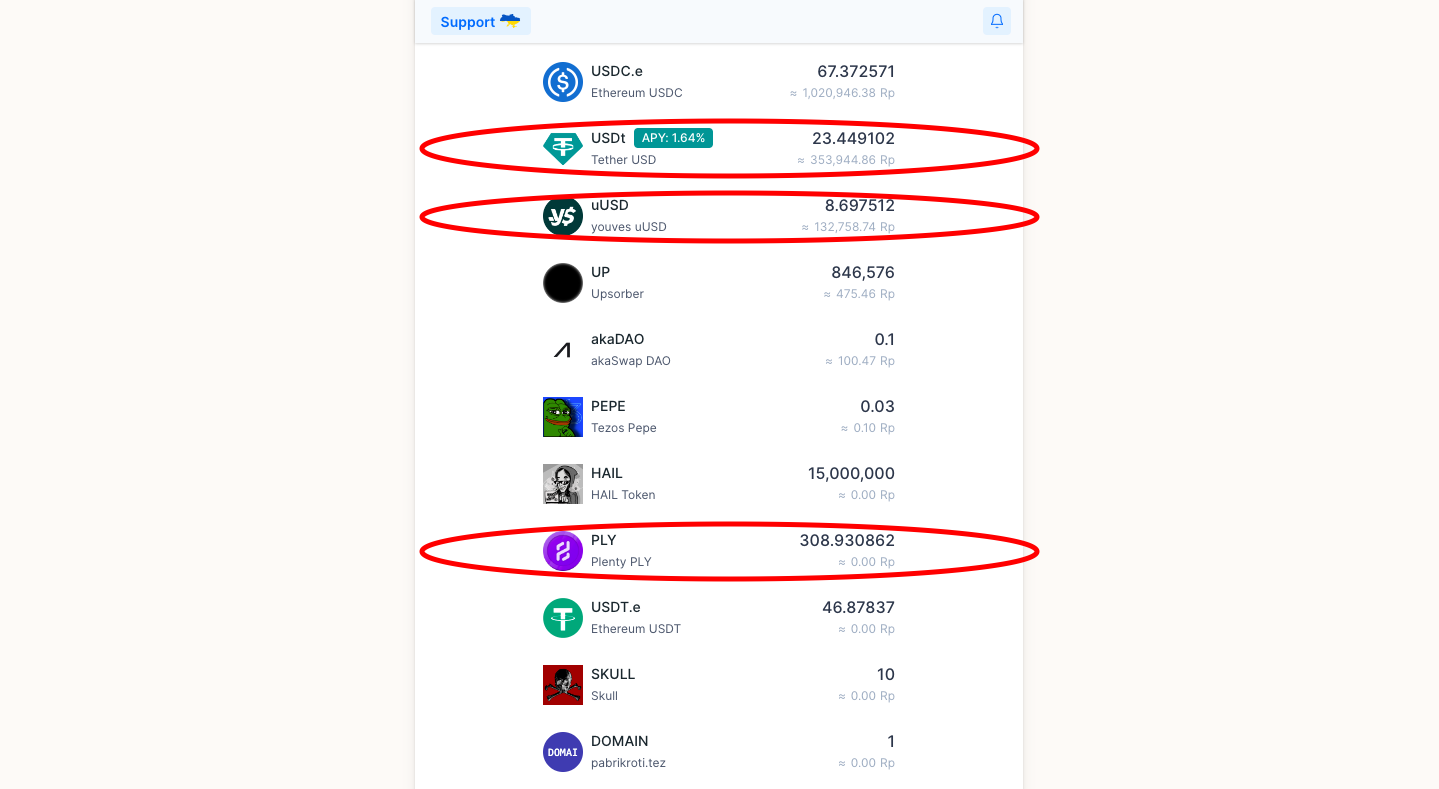 Support
USDC.e 67.372571
Ethereum USDC ≈ 1,020,946.38 Rp
USDt APY: 1.64% 23.449102
Tether USD ≈ 353,944.86 Rp
uUSD 8.697512
youves uUSD ≈ 132,758.74 Rp
UP 846,576
Upsorber ≈ 475.46 Rp
akaDAO 0.1
akaSwap DAO ≈ 100.47 Rp
PEPE 0.03
Tezos Pepe ≈ 0.10 Rp
HAIL 15,000,000
HAIL Token ≈ 0.00 Rp
PLY 308.930862
Plenty PLY ≈ 0.00 Rp
USDT.e 46.87837
Ethereum USDT ≈ 0.00 Rp
SKULL 10
Skull ≈ 0.00 Rp
DOMAIN 1
DOMAI
pabrikroti.tez ≈ 0.00 Rp